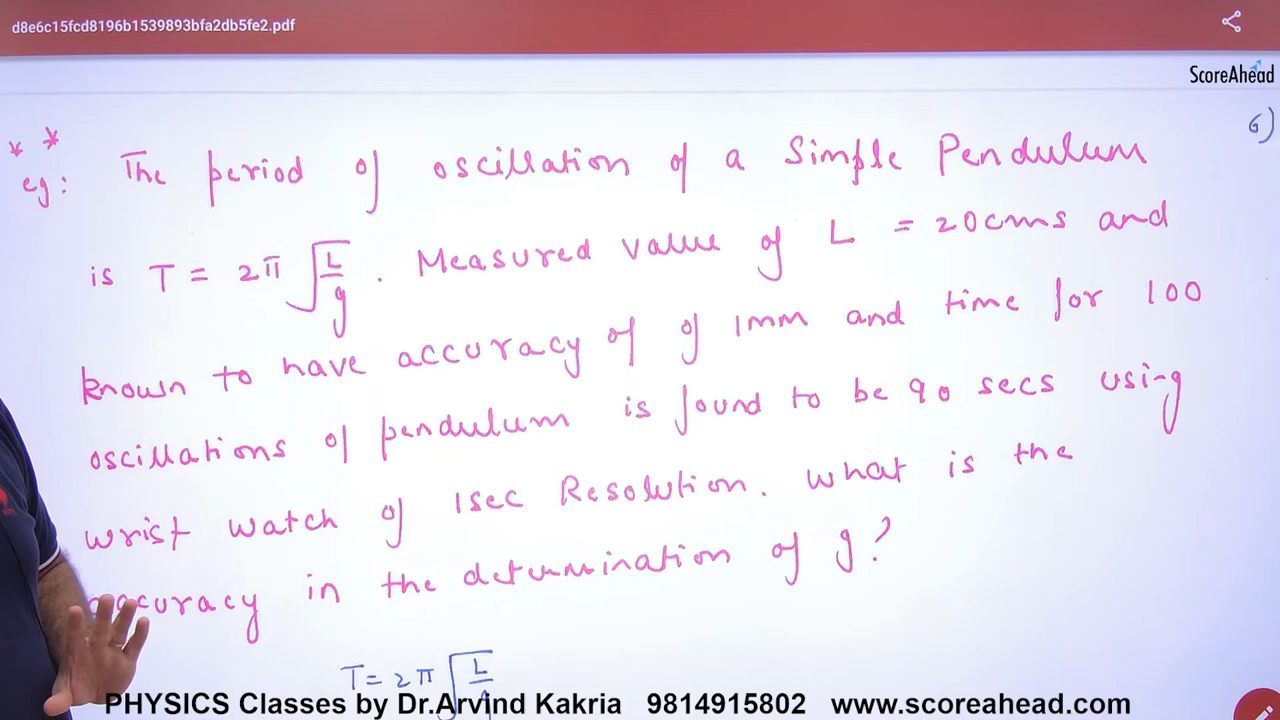 d8e6c15fcd8196b1539893bfa2db5fe2.pdf
ScoreAhead
6)
** eg: The period of oscillation of a Simple Pendulum
is T = 2π √(L/g). Measured value of L = 20cms and
known to have accuracy of of 1mm and time for 100
oscillations of pendulum is found to be 90 secs using
wrist watch of 1sec Resolution. What is the
accuracy in the determination of g?
T = 2π √(L/g)
PHYSICS Classes by Dr.Arvind Kakria 9814915802 www.scoreahead.com